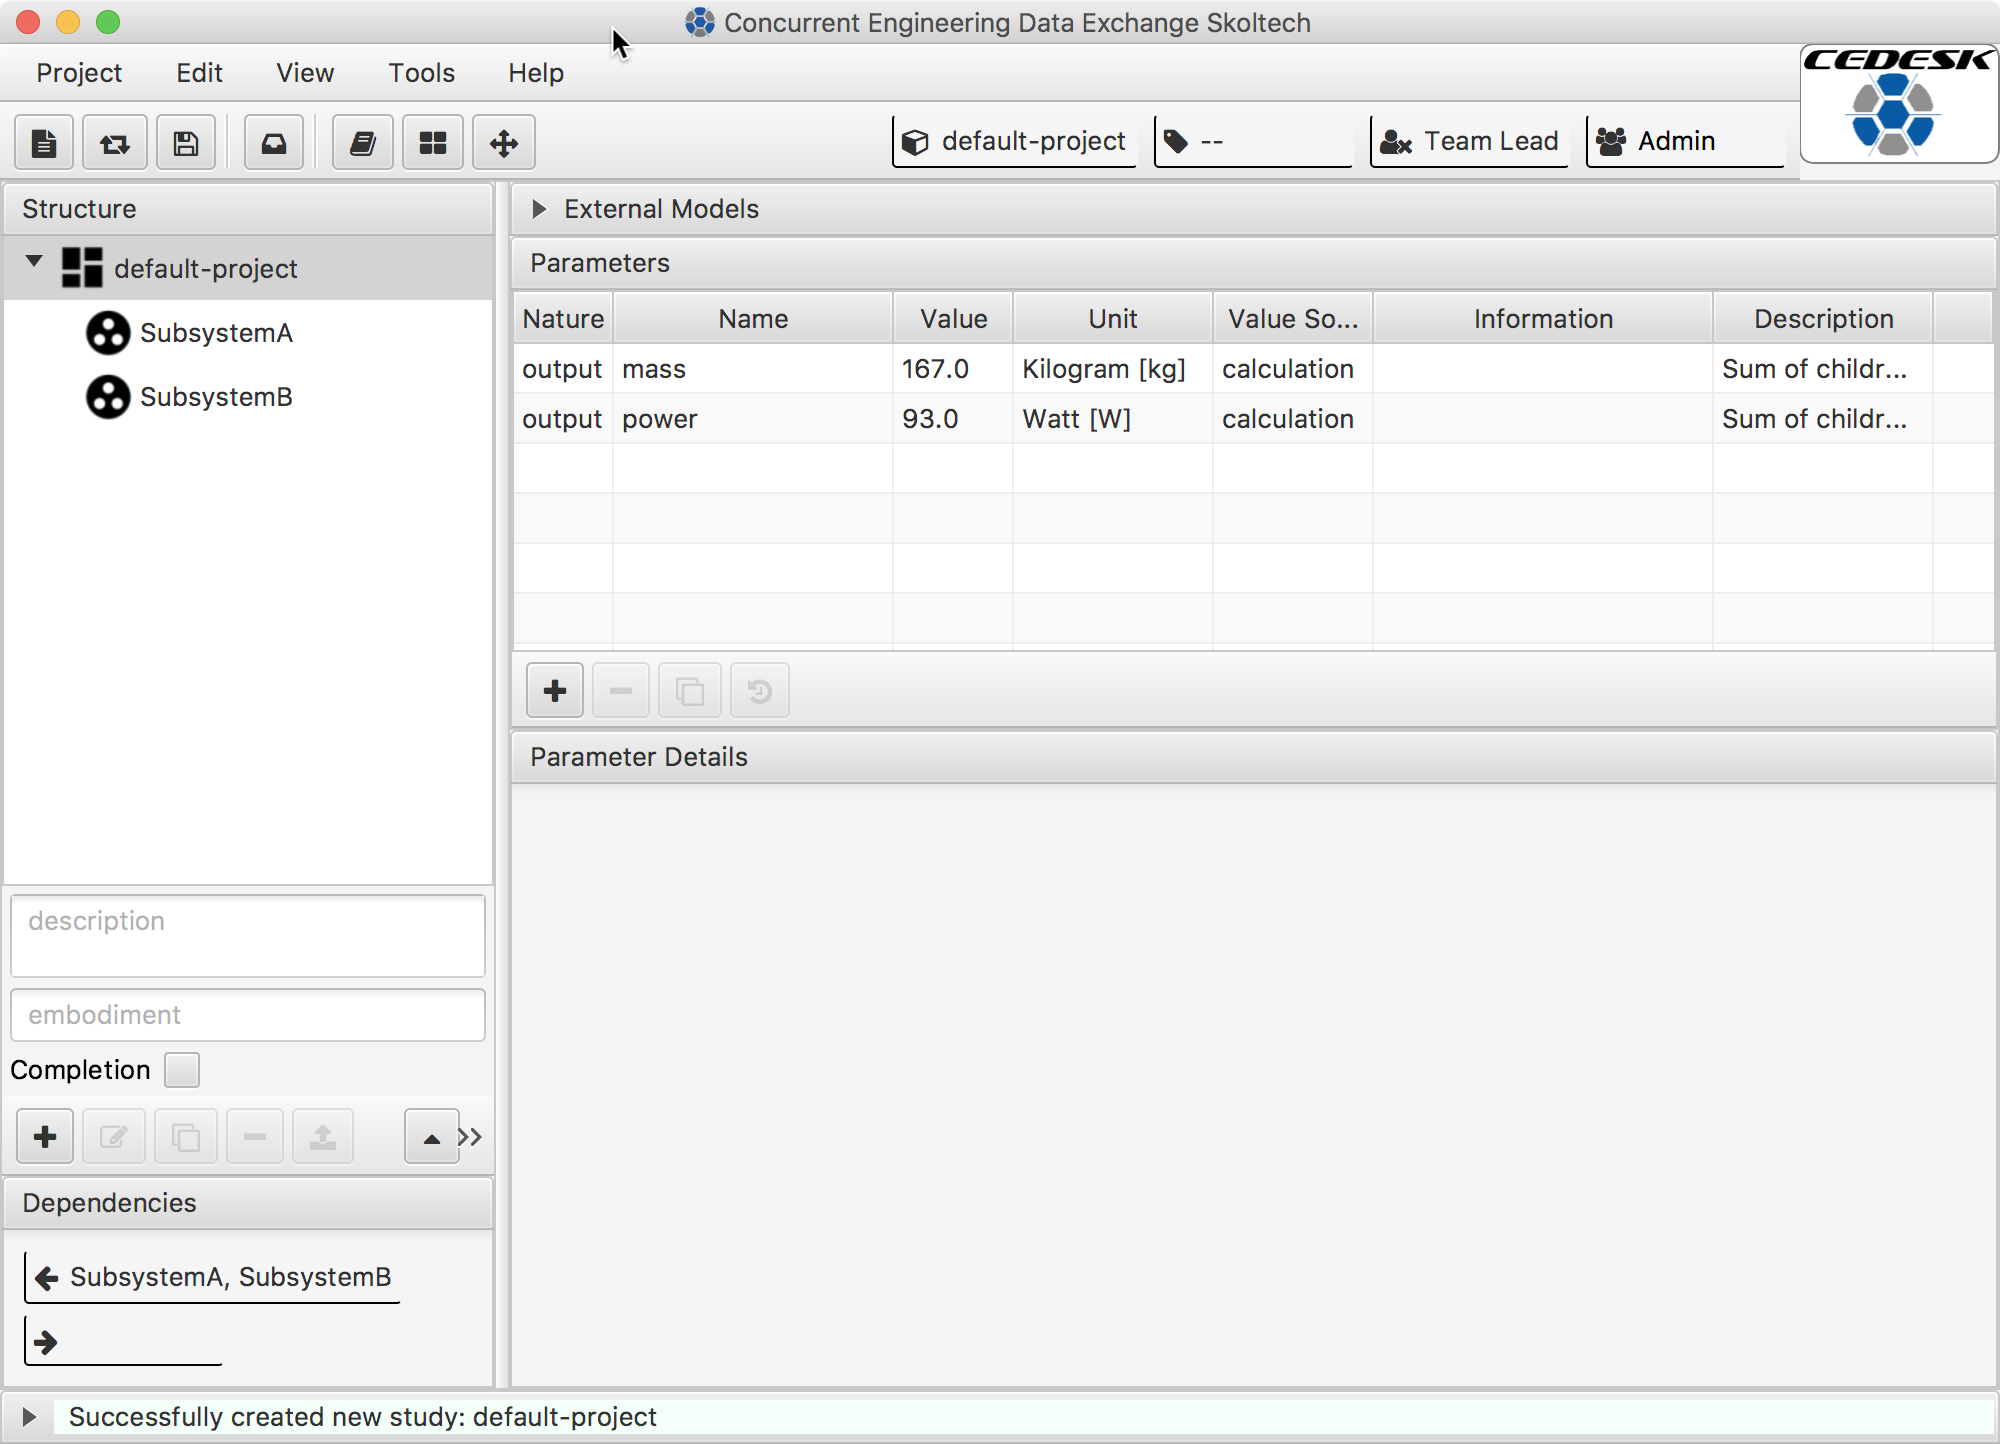 Concurrent Engineering Data Exchange Skoltech
Project Edit View Tools Help
CEDESK
default-project -- Team Lead Admin
Structure
default-project
SubsystemA
SubsystemB
description
embodiment
Completion
Dependencies
SubsystemA, SubsystemB
External Models
Parameters
Nature Name Value Unit Value So... Information Description
output mass 167.0 Kilogram [kg] calculation Sum of childr...
output power 93.0 Watt [W] calculation Sum of childr...
Parameter Details
Successfully created new study: default-project